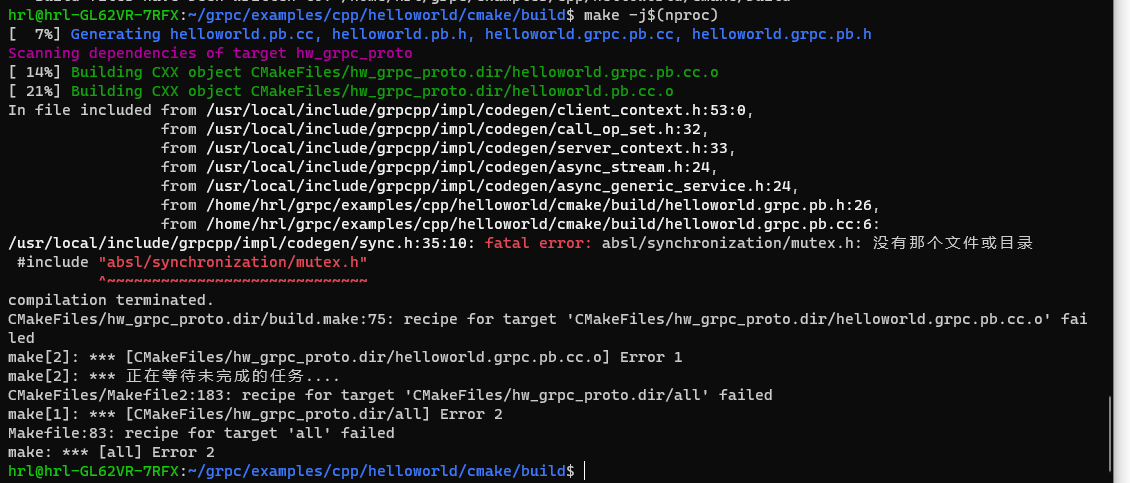 hrl@hrl-GL62VR-7RFX:~/grpc/examples/cpp/helloworld/cmake/build$ make -j$(nproc)
[  7%] Generating helloworld.pb.cc, helloworld.pb.h, helloworld.grpc.pb.cc, helloworld.grpc.pb.h
Scanning dependencies of target hw_grpc_proto
[ 14%] Building CXX object CMakeFiles/hw_grpc_proto.dir/helloworld.grpc.pb.cc.o
[ 21%] Building CXX object CMakeFiles/hw_grpc_proto.dir/helloworld.pb.cc.o
In file included from /usr/local/include/grpcpp/impl/codegen/client_context.h:53:0,
                 from /usr/local/include/grpcpp/impl/codegen/call_op_set.h:32,
                 from /usr/local/include/grpcpp/impl/codegen/server_context.h:33,
                 from /usr/local/include/grpcpp/impl/codegen/async_stream.h:24,
                 from /usr/local/include/grpcpp/impl/codegen/async_generic_service.h:24,
                 from /home/hrl/grpc/examples/cpp/helloworld/cmake/build/helloworld.grpc.pb.h:26,
                 from /home/hrl/grpc/examples/cpp/helloworld/cmake/build/helloworld.grpc.pb.cc:6:
/usr/local/include/grpcpp/impl/codegen/sync.h:35:10: fatal error: absl/synchronization/mutex.h: 没有那个文件或目录
 #include "absl/synchronization/mutex.h"
          ^~~~~~~~~~~~~~~~~~~~~~~~~~~~~~
compilation terminated.
CMakeFiles/hw_grpc_proto.dir/build.make:75: recipe for target 'CMakeFiles/hw_grpc_proto.dir/helloworld.grpc.pb.cc.o' fai
led
make[2]: *** [CMakeFiles/hw_grpc_proto.dir/helloworld.grpc.pb.cc.o] Error 1
make[2]: *** 正在等待未完成的任务....
CMakeFiles/Makefile2:183: recipe for target 'CMakeFiles/hw_grpc_proto.dir/all' failed
make[1]: *** [CMakeFiles/hw_grpc_proto.dir/all] Error 2
Makefile:83: recipe for target 'all' failed
make: *** [all] Error 2
hrl@hrl-GL62VR-7RFX:~/grpc/examples/cpp/helloworld/cmake/build$